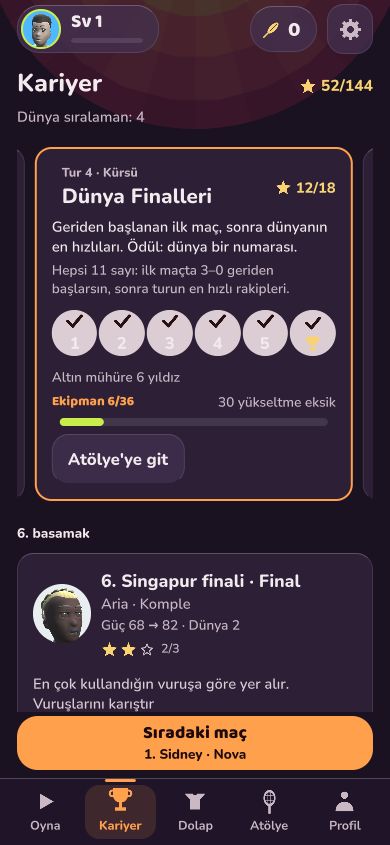 Sv 1
0
Kariyer
52/144
Dünya sıralaman: 4
Tur 4 · Kürsü
Dünya Finalleri
12/18
Geriden başlanan ilk maç, sonra dünyanın
en hızlıları. Ödül: dünya bir numarası.
Hepsi 11 sayı: ilk maçta 3–0 geriden
başlarsın, sonra turun en hızlı rakipleri.
1 2 3 4 5
Altın mühüre 6 yıldız
Ekipman 6/36
30 yükseltme eksik
Atölye'ye git
6. basamak
6. Singapur finali · Final
Aria · Komple
Güç 68 → 82 · Dünya 2
2/3
En çok kullandığın vuruşa göre yer alır.
Vuruşlarını karıştır
Sıradaki maç
1. Sidney · Nova
Oyna
Kariyer
Dolap
Atölye
Profil